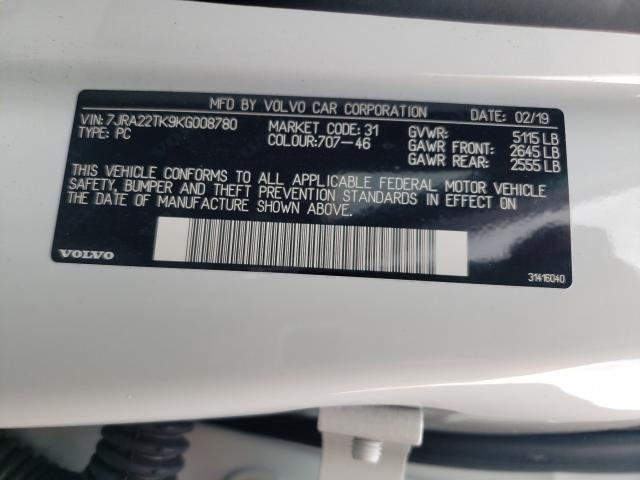 MFD BY VOLVO CAR CORPORATION DATE: 02/19
VIN: 7JRA22TK9KG008780 MARKET CODE: 31 GVWR: 5115 LB
TYPE: PC COLOUR:707-46 GAWR FRONT: 2645 LB
GAWR REAR: 2555 LB
THIS VEHICLE CONFORMS TO ALL APPLICABLE FEDERAL MOTOR VEHICLE
SAFETY, BUMPER AND THEFT PREVENTION STANDARDS IN EFFECT ON
THE DATE OF MANUFACTURE SHOWN ABOVE.
VOLVO 31416040